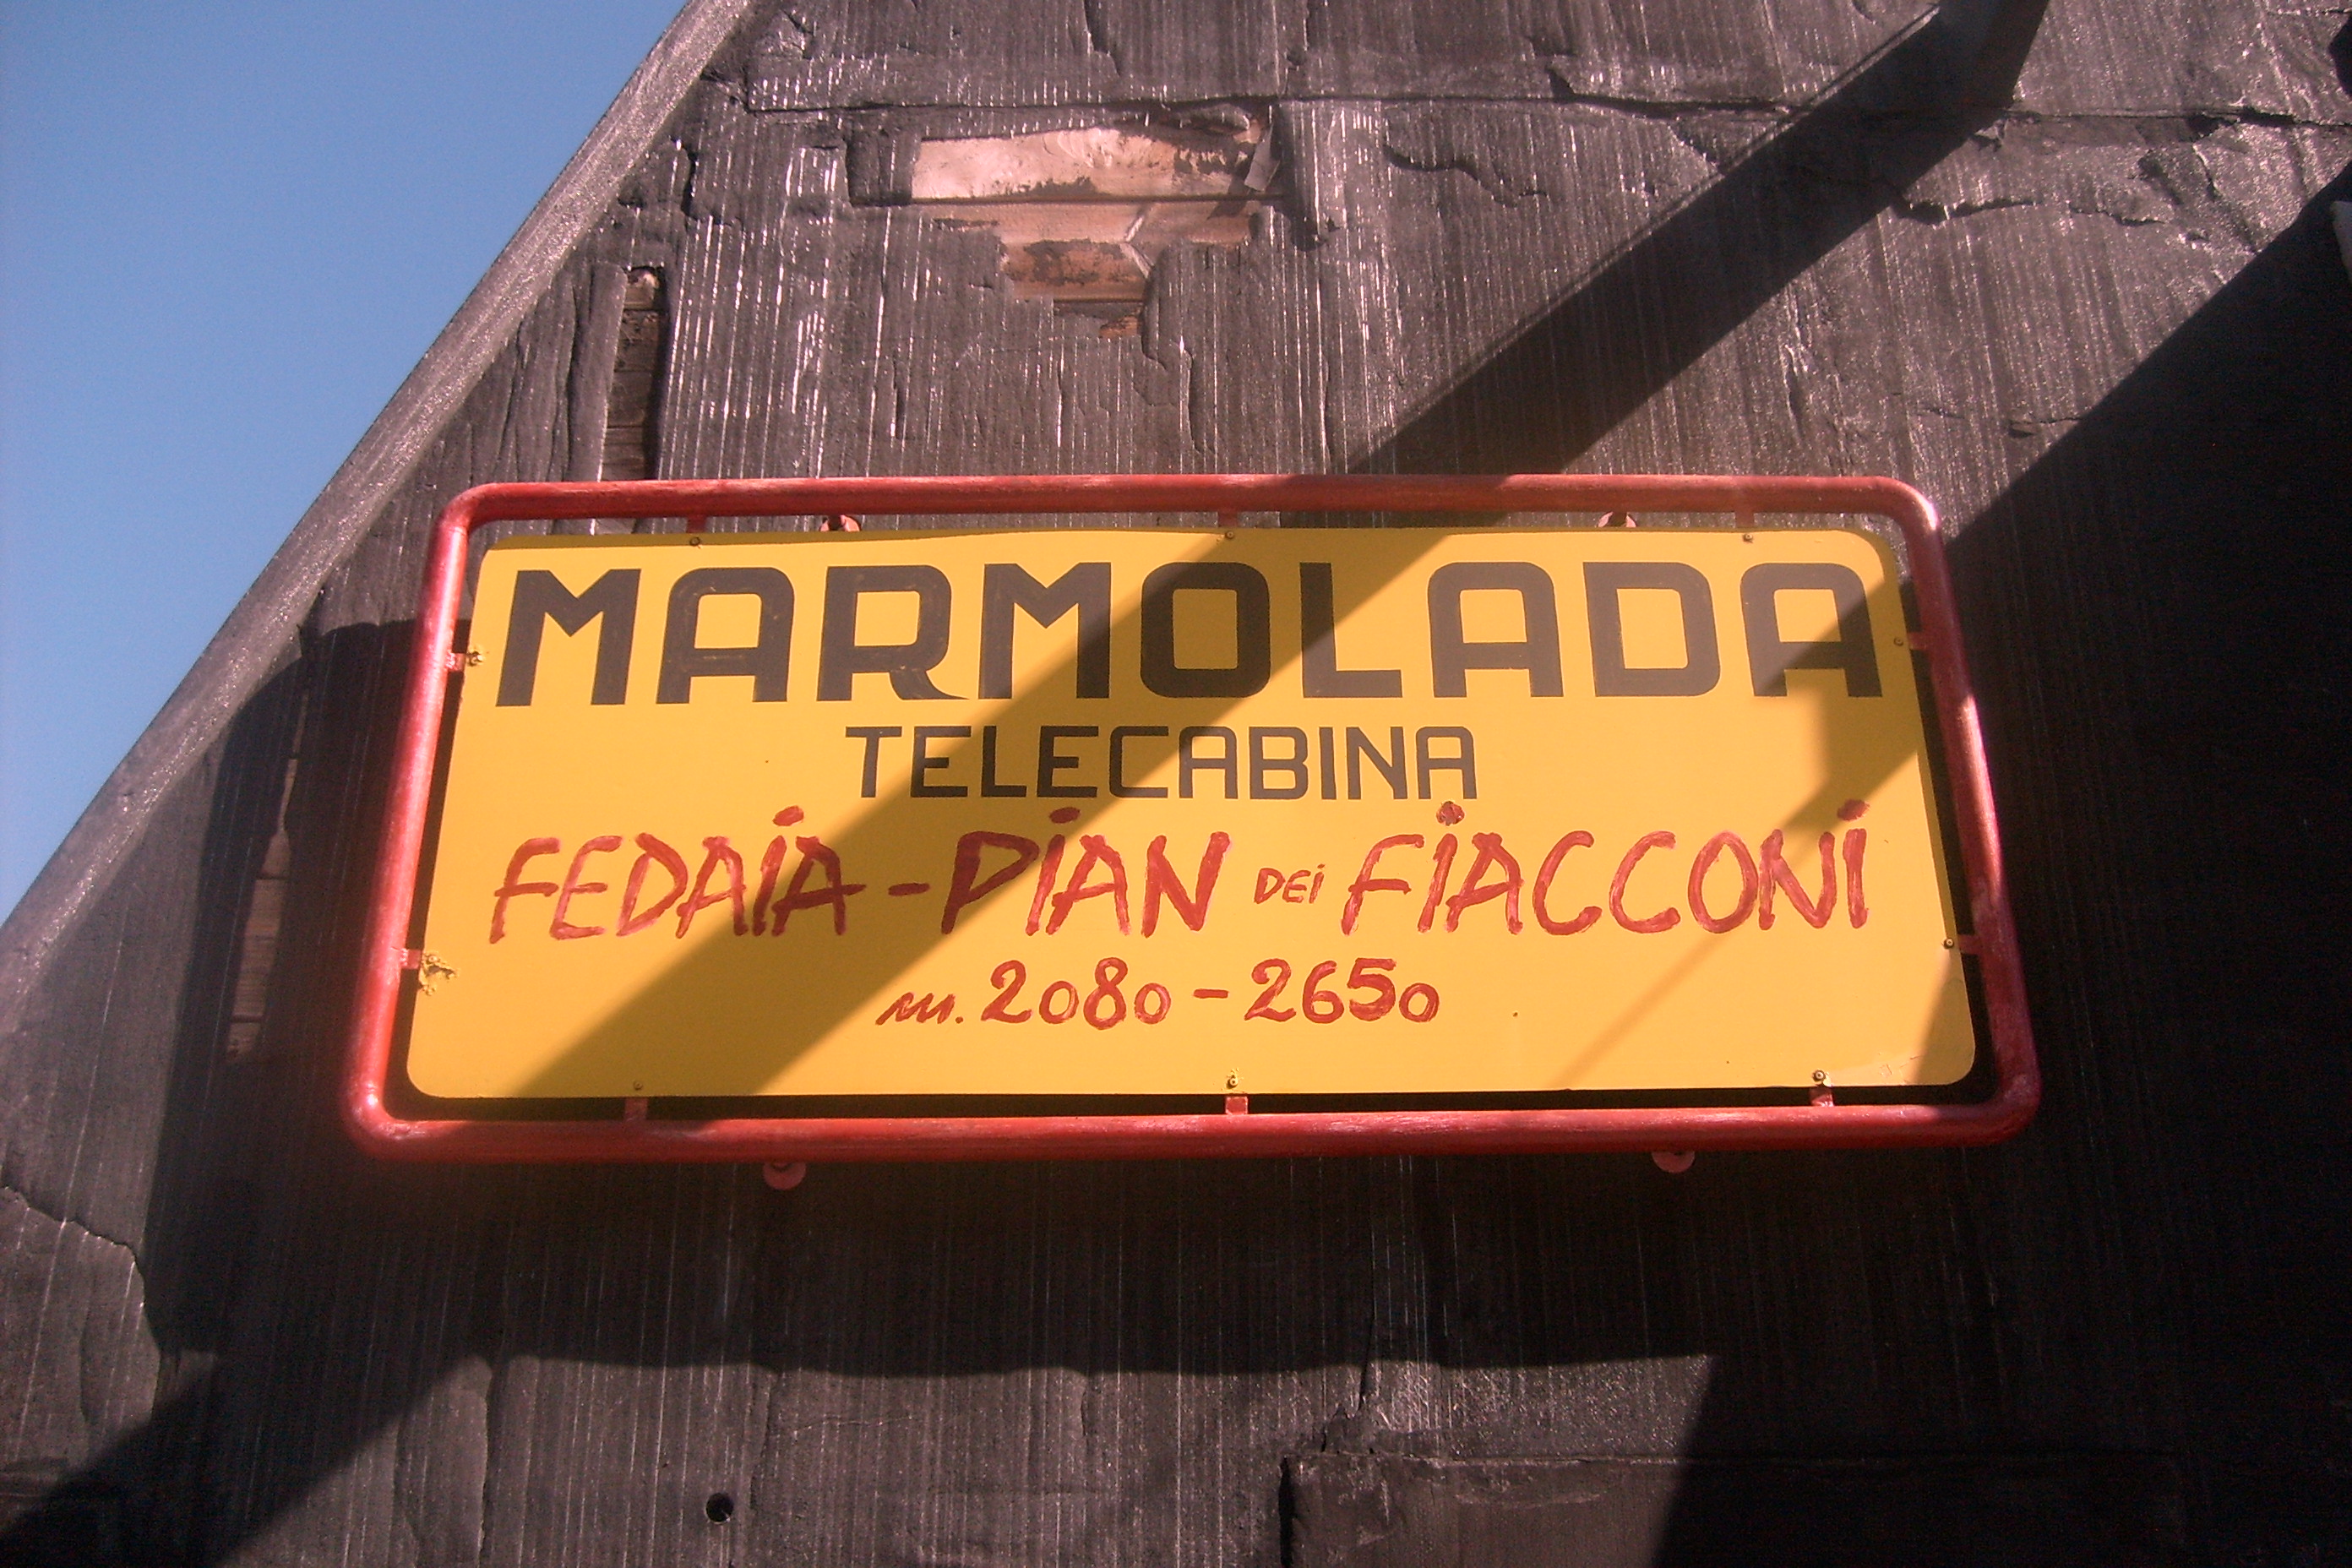 MARMOLADA
TELECABINA
FEDAiA - PiAN DEi FiACCONi
m. 2080 - 2650